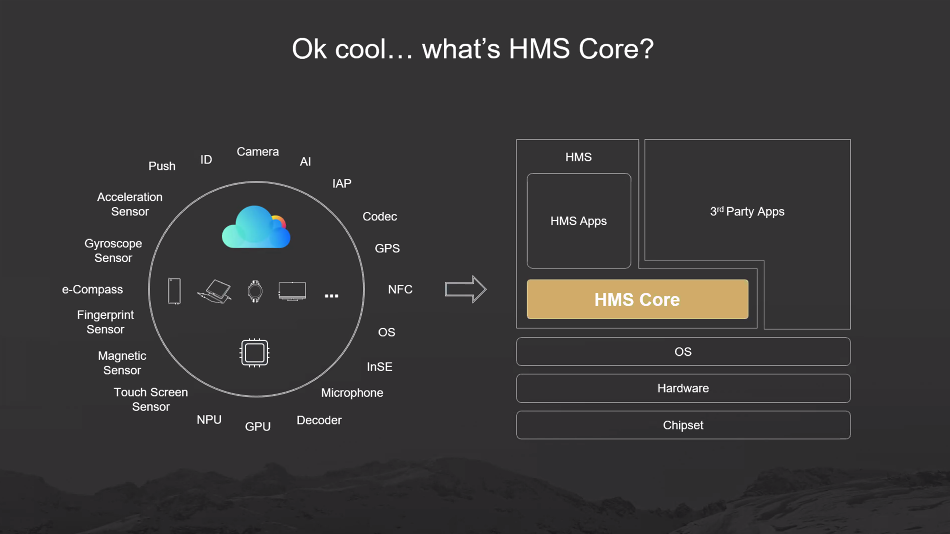 Ok cool... what's HMS Core?
Camera
ID
AI
Push
IAP
Acceleration
Sensor
Codec
Gyroscope
Sensor
GPS
e-Compass
NFC
Fingerprint
Sensor
OS
Magnetic
Sensor
InSE
Touch Screen
Sensor
Microphone
NPU
GPU
Decoder
...
HMS
HMS Apps
3rd Party Apps
HMS Core
OS
Hardware
Chipset